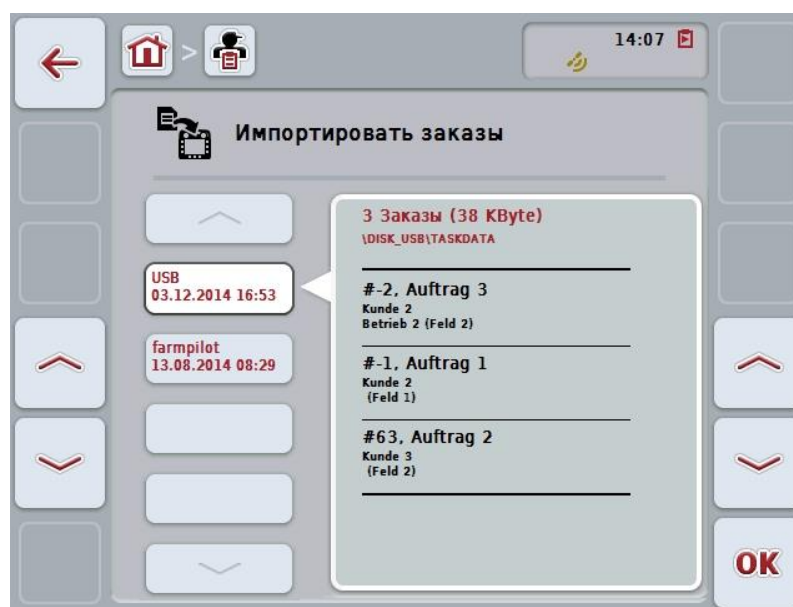 14:07
>
Импортировать заказы
3 Заказы (38 KByte)
\DISK_USB\TASKDATA
USB
03.12.2014 16:53
#-2, Auftrag 3
Kunde 2
Betrieb 2 (Feld 2)
farmpilot
13.08.2014 08:29
#-1, Auftrag 1
Kunde 2
(Feld 1)
#63, Auftrag 2
Kunde 3
(Feld 2)
OK